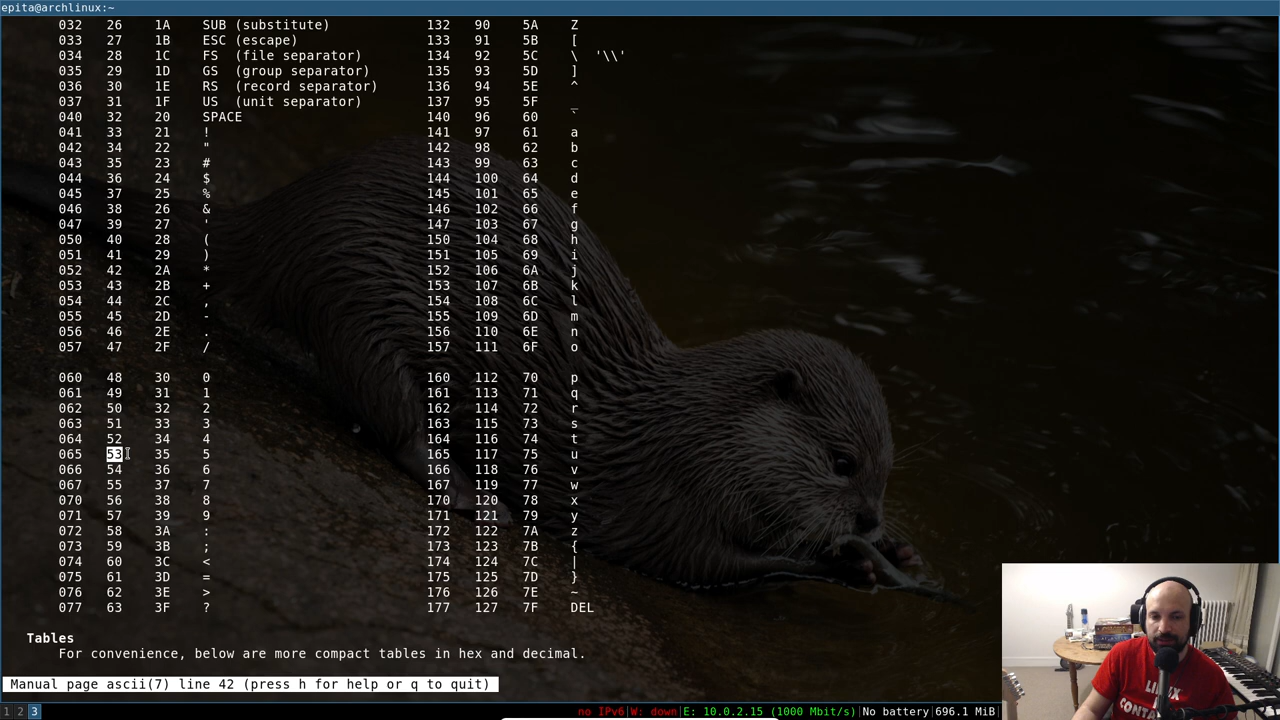 epita@archlinux:~
032 26 1A SUB (substitute) 132 90 5A Z
033 27 1B ESC (escape) 133 91 5B [
034 28 1C FS (file separator) 134 92 5C \ '\\'
035 29 1D GS (group separator) 135 93 5D ]
036 30 1E RS (record separator) 136 94 5E ^
037 31 1F US (unit separator) 137 95 5F _
040 32 20 SPACE 140 96 60 `
041 33 21 ! 141 97 61 a
042 34 22 " 142 98 62 b
043 35 23 # 143 99 63 c
044 36 24 $ 144 100 64 d
045 37 25 % 145 101 65 e
046 38 26 & 146 102 66 f
047 39 27 ' 147 103 67 g
050 40 28 ( 150 104 68 h
051 41 29 ) 151 105 69 i
052 42 2A * 152 106 6A j
053 43 2B + 153 107 6B k
054 44 2C , 154 108 6C l
055 45 2D - 155 109 6D m
056 46 2E . 156 110 6E n
057 47 2F / 157 111 6F o
060 48 30 0 160 112 70 p
061 49 31 1 161 113 71 q
062 50 32 2 162 114 72 r
063 51 33 3 163 115 73 s
064 52 34 4 164 116 74 t
065 53 35 5 165 117 75 u
066 54 36 6 166 118 76 v
067 55 37 7 167 119 77 w
070 56 38 8 170 120 78 x
071 57 39 9 171 121 79 y
072 58 3A : 172 122 7A z
073 59 3B ; 173 123 7B {
074 60 3C < 174 124 7C |
075 61 3D = 175 125 7D }
076 62 3E > 176 126 7E ~
077 63 3F ? 177 127 7F DEL
Tables
For convenience, below are more compact tables in hex and decimal.
Manual page ascii(7) line 42 (press h for help or q to quit)
LINUX
CONTA
1 2 3
no IPv6|W: down|E: 10.0.2.15 (1000 Mbit/s)|No battery|696.1 MiB